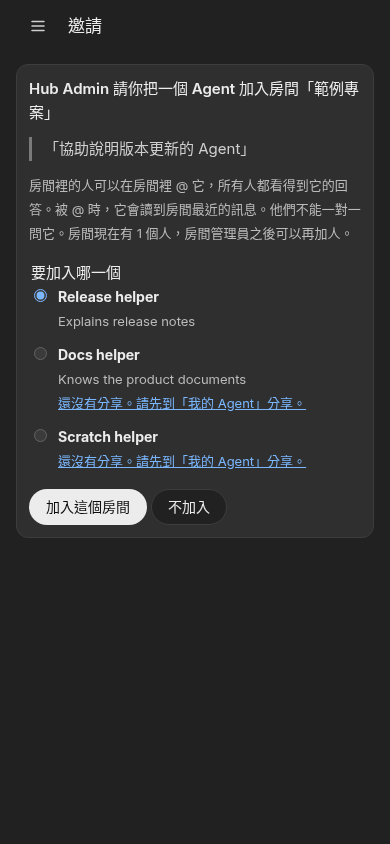 邀請
Hub Admin 請你把一個 Agent 加入房間「範例專
案」
「協助說明版本更新的 Agent」
房間裡的人可以在房間裡 @ 它，所有人都看得到它的回
答。被 @ 時，它會讀到房間最近的訊息。他們不能一對一
問它。房間現在有 1 個人，房間管理員之後可以再加人。
要加入哪一個
Release helper
Explains release notes
Docs helper
Knows the product documents
還沒有分享。請先到「我的 Agent」分享。
Scratch helper
還沒有分享。請先到「我的 Agent」分享。
加入這個房間 不加入